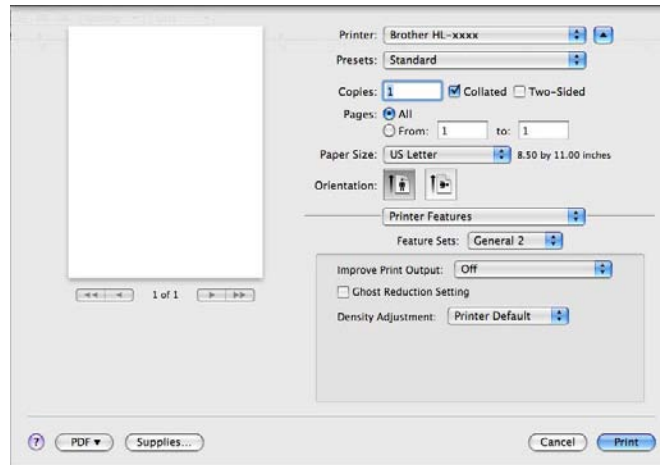 Printer: Brother HL-xxxx
Presets: Standard
Copies: 1 Collated Two-Sided
Pages: All
From: 1 to: 1
Paper Size: US Letter 8.50 by 11.00 inches
Orientation:
Printer Features
Feature Sets: General 2
Improve Print Output: Off
Ghost Reduction Setting
Density Adjustment: Printer Default
1 of 1
? PDF Supplies... Cancel Print